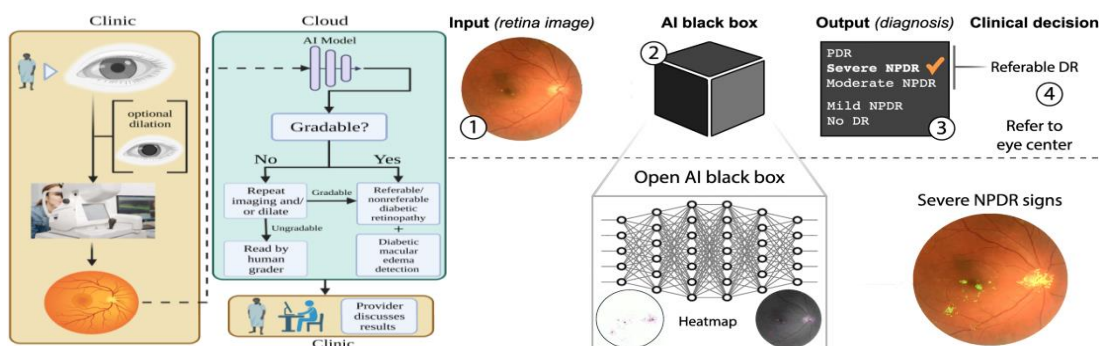 Clinic
optional
dilation
Cloud
AI Model
Gradable?
No
Yes
Repeat
imaging and/
or dilate
Gradable
Referable/
nonreferable
diabetic
retinopathy
+
Ungradable
Read by
human
grader
Diabetic
macular
edema
detection
Provider
discusses
results
Clinic
Input (retina image)
1
AI black box
2
Output (diagnosis)
PDR
Severe NPDR
Moderate NPDR
Mild NPDR
No DR
3
Clinical decision
Referable DR
4
Refer to
eye center
Open AI black box
Heatmap
Severe NPDR signs